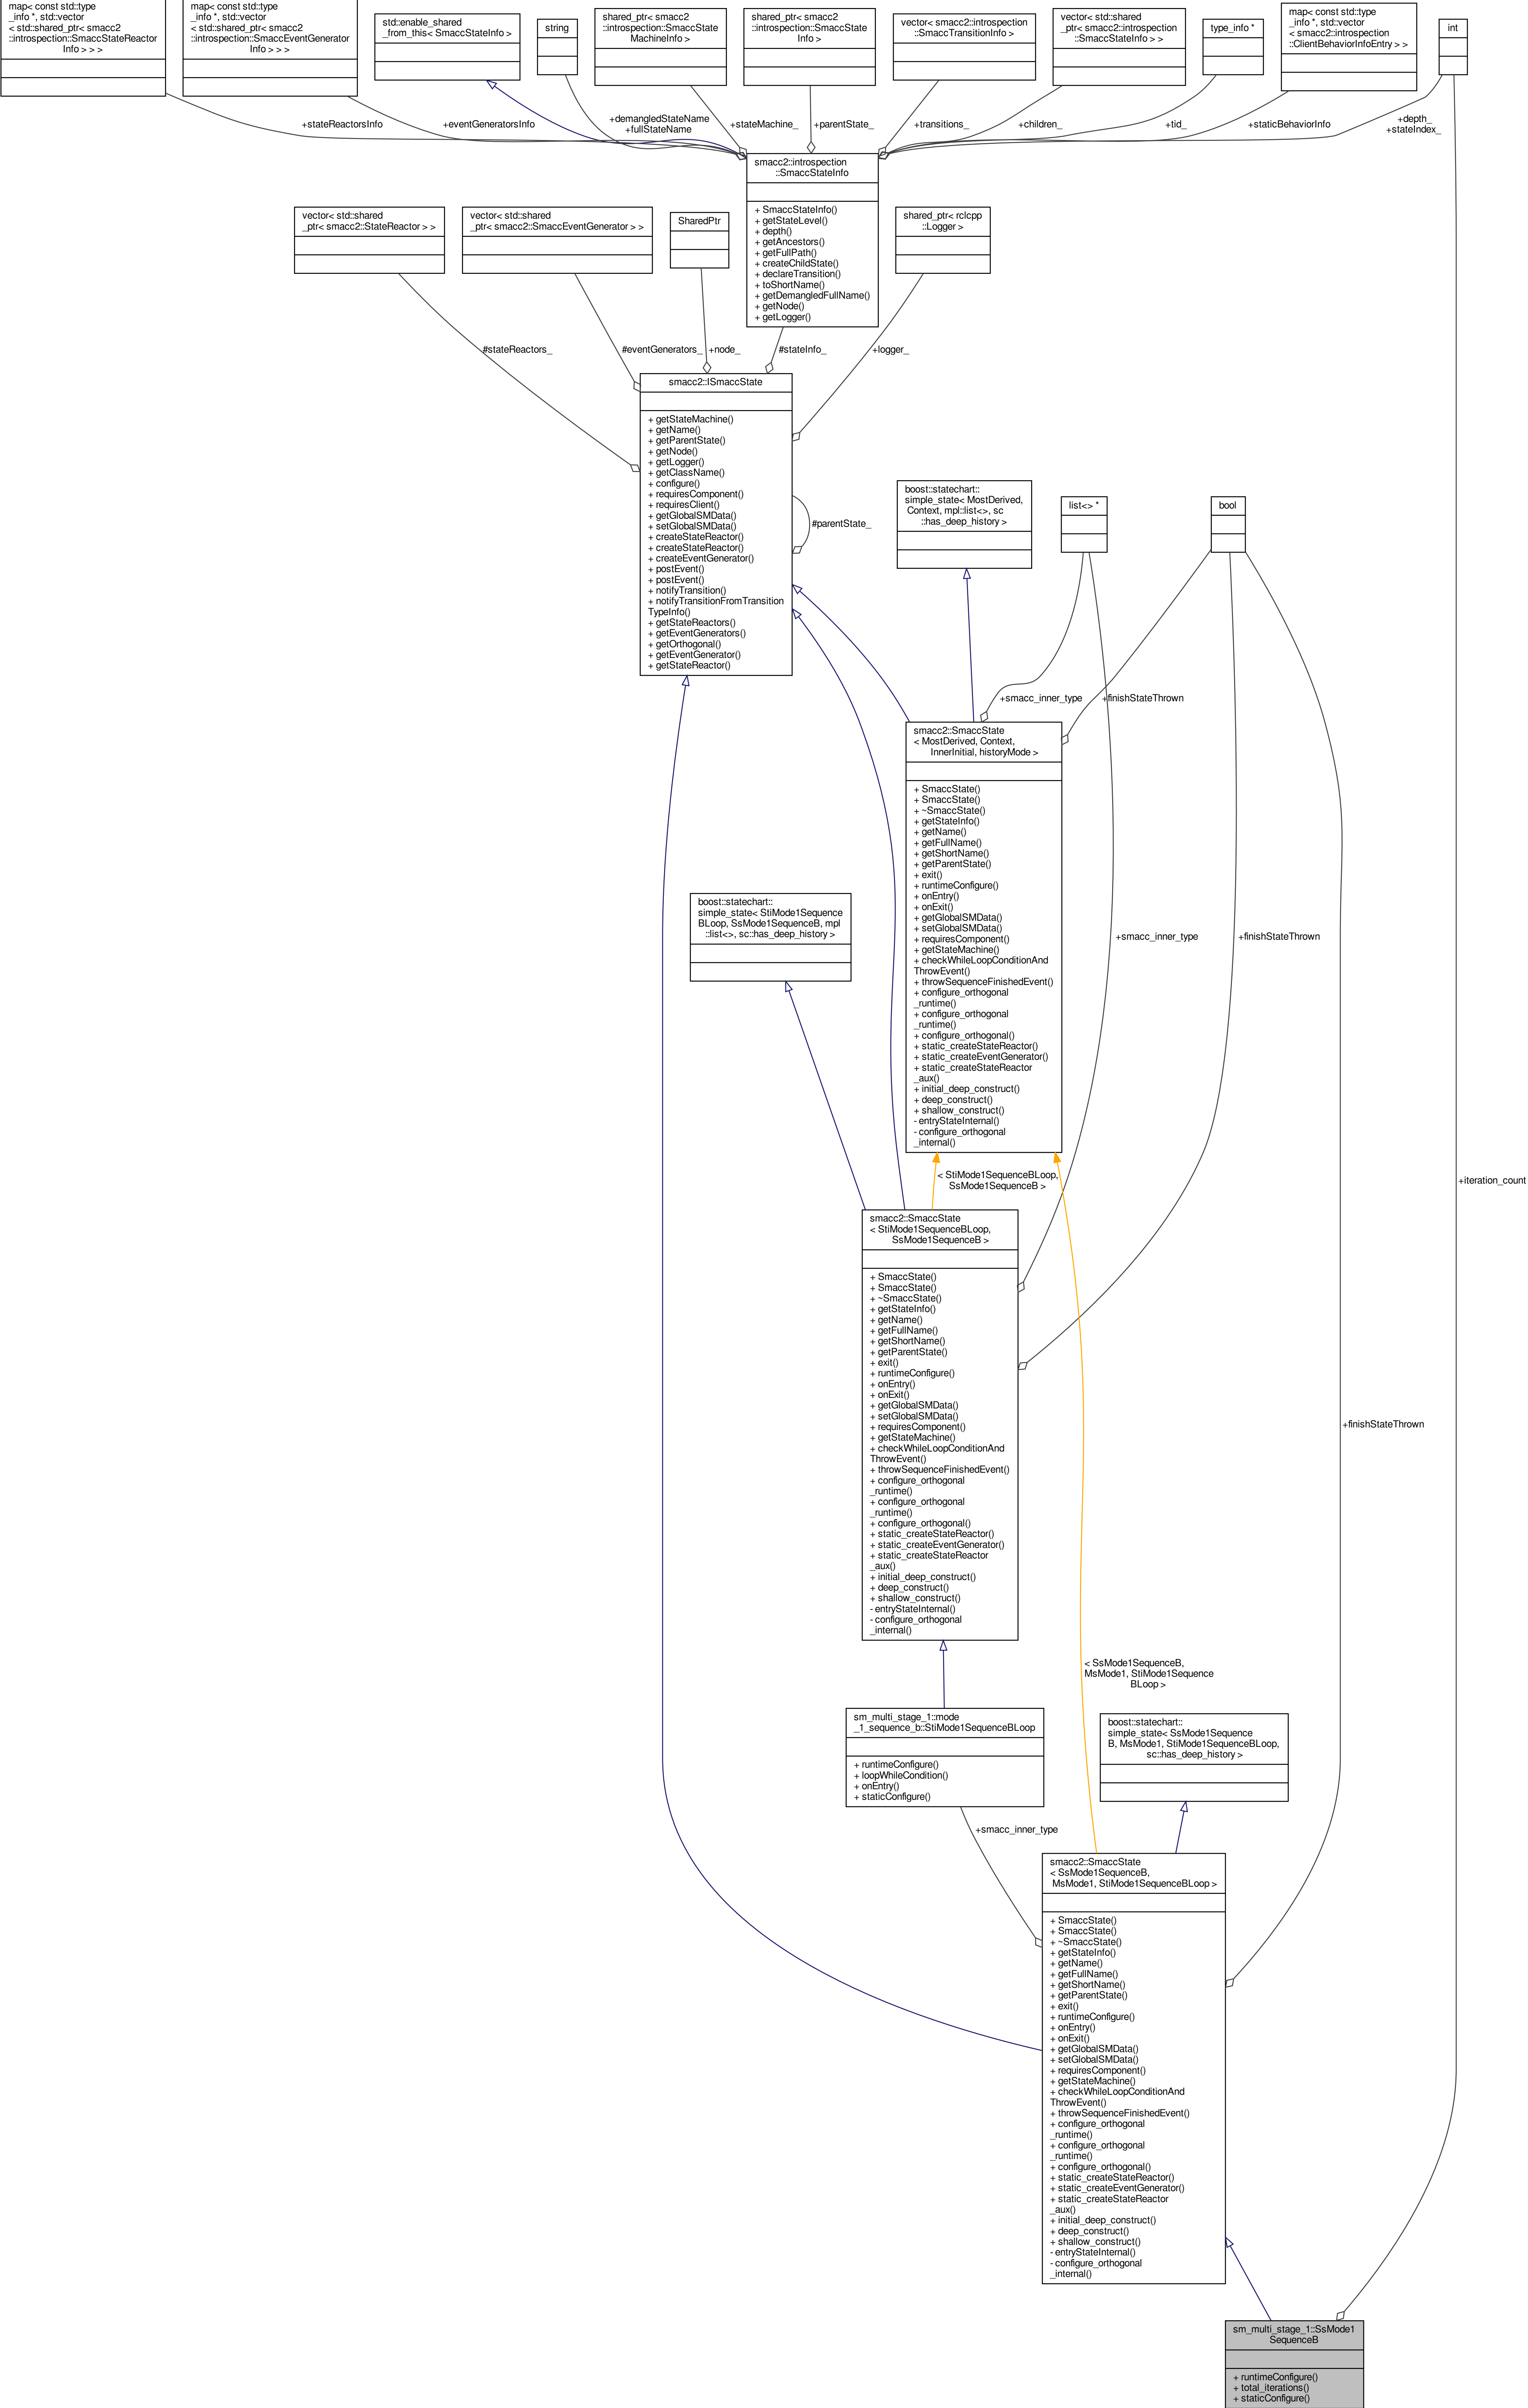 map< const std::type
_info *, std::vector
< std::shared_ptr< smacc2
::introspection::SmaccStateReactor
Info > > >
map< const std::type
_info *, std::vector
< std::shared_ptr< smacc2
::introspection::SmaccEventGenerator
Info > > >
std::enable_shared
_from_this< SmaccStateInfo >
string
shared_ptr< smacc2
::introspection::SmaccState
MachineInfo >
shared_ptr< smacc2
::introspection::SmaccState
Info >
vector< smacc2::introspection
::SmaccTransitionInfo >
vector< std::shared
_ptr< smacc2::introspection
::SmaccStateInfo > >
type_info *
map< const std::type
_info *, std::vector
< smacc2::introspection
::ClientBehaviorInfoEntry > >
int
+stateReactorsInfo
+eventGeneratorsInfo
+demangledStateName
+fullStateName
+stateMachine_
+parentState_
+transitions_
+children_
+tid_
+staticBehaviorInfo
+depth_
+stateIndex_
smacc2::introspection
::SmaccStateInfo
+ SmaccStateInfo()
+ getStateLevel()
+ depth()
+ getAncestors()
+ getFullPath()
+ createChildState()
+ declareTransition()
+ toShortName()
+ getDemangledFullName()
+ getNode()
+ getLogger()
vector< std::shared
_ptr< smacc2::StateReactor > >
vector< std::shared
_ptr< smacc2::SmaccEventGenerator > >
SharedPtr
shared_ptr< rclcpp
::Logger >
#stateReactors_
#eventGenerators_
+node_
#stateInfo_
+logger_
smacc2::ISmaccState
+ getStateMachine()
+ getName()
+ getParentState()
+ getNode()
+ getLogger()
+ getClassName()
+ configure()
+ requiresComponent()
+ requiresClient()
+ getGlobalSMData()
+ setGlobalSMData()
+ createStateReactor()
+ createStateReactor()
+ createEventGenerator()
+ postEvent()
+ postEvent()
+ notifyTransition()
+ notifyTransitionFromTransition
TypeInfo()
+ getStateReactors()
+ getEventGenerators()
+ getOrthogonal()
+ getEventGenerator()
+ getStateReactor()
#parentState_
boost::statechart::
simple_state< MostDerived,
Context, mpl::list<>, sc
::has_deep_history >
list<> *
bool
+smacc_inner_type
+finishStateThrown
smacc2::SmaccState
< MostDerived, Context,
InnerInitial, historyMode >
+ SmaccState()
+ SmaccState()
+ ~SmaccState()
+ getStateInfo()
+ getName()
+ getFullName()
+ getShortName()
+ getParentState()
+ exit()
+ runtimeConfigure()
+ onEntry()
+ onExit()
+ getGlobalSMData()
+ setGlobalSMData()
+ requiresComponent()
+ getStateMachine()
+ checkWhileLoopConditionAnd
ThrowEvent()
+ throwSequenceFinishedEvent()
+ configure_orthogonal
_runtime()
+ configure_orthogonal
_runtime()
+ configure_orthogonal()
+ static_createStateReactor()
+ static_createEventGenerator()
+ static_createStateReactor
_aux()
+ initial_deep_construct()
+ deep_construct()
+ shallow_construct()
- entryStateInternal()
- configure_orthogonal
_internal()
boost::statechart::
simple_state< StiMode1Sequence
BLoop, SsMode1SequenceB, mpl
::list<>, sc::has_deep_history >
+smacc_inner_type
+finishStateThrown
< StiMode1SequenceBLoop,
SsMode1SequenceB >
+iteration_count
smacc2::SmaccState
< StiMode1SequenceBLoop,
SsMode1SequenceB >
+ SmaccState()
+ SmaccState()
+ ~SmaccState()
+ getStateInfo()
+ getName()
+ getFullName()
+ getShortName()
+ getParentState()
+ exit()
+ runtimeConfigure()
+ onEntry()
+ onExit()
+ getGlobalSMData()
+ setGlobalSMData()
+ requiresComponent()
+ getStateMachine()
+ checkWhileLoopConditionAnd
ThrowEvent()
+ throwSequenceFinishedEvent()
+ configure_orthogonal
_runtime()
+ configure_orthogonal
_runtime()
+ configure_orthogonal()
+ static_createStateReactor()
+ static_createEventGenerator()
+ static_createStateReactor
_aux()
+ initial_deep_construct()
+ deep_construct()
+ shallow_construct()
- entryStateInternal()
- configure_orthogonal
_internal()
+finishStateThrown
< SsMode1SequenceB,
MsMode1, StiMode1Sequence
BLoop >
sm_multi_stage_1::mode
_1_sequence_b::StiMode1SequenceBLoop
+ runtimeConfigure()
+ loopWhileCondition()
+ onEntry()
+ staticConfigure()
boost::statechart::
simple_state< SsMode1Sequence
B, MsMode1, StiMode1SequenceBLoop,
sc::has_deep_history >
+smacc_inner_type
smacc2::SmaccState
< SsMode1SequenceB,
MsMode1, StiMode1SequenceBLoop >
+ SmaccState()
+ SmaccState()
+ ~SmaccState()
+ getStateInfo()
+ getName()
+ getFullName()
+ getShortName()
+ getParentState()
+ exit()
+ runtimeConfigure()
+ onEntry()
+ onExit()
+ getGlobalSMData()
+ setGlobalSMData()
+ requiresComponent()
+ getStateMachine()
+ checkWhileLoopConditionAnd
ThrowEvent()
+ throwSequenceFinishedEvent()
+ configure_orthogonal
_runtime()
+ configure_orthogonal
_runtime()
+ configure_orthogonal()
+ static_createStateReactor()
+ static_createEventGenerator()
+ static_createStateReactor
_aux()
+ initial_deep_construct()
+ deep_construct()
+ shallow_construct()
- entryStateInternal()
- configure_orthogonal
_internal()
sm_multi_stage_1::SsMode1
SequenceB
+ runtimeConfigure()
+ total_iterations()
+ staticConfigure()